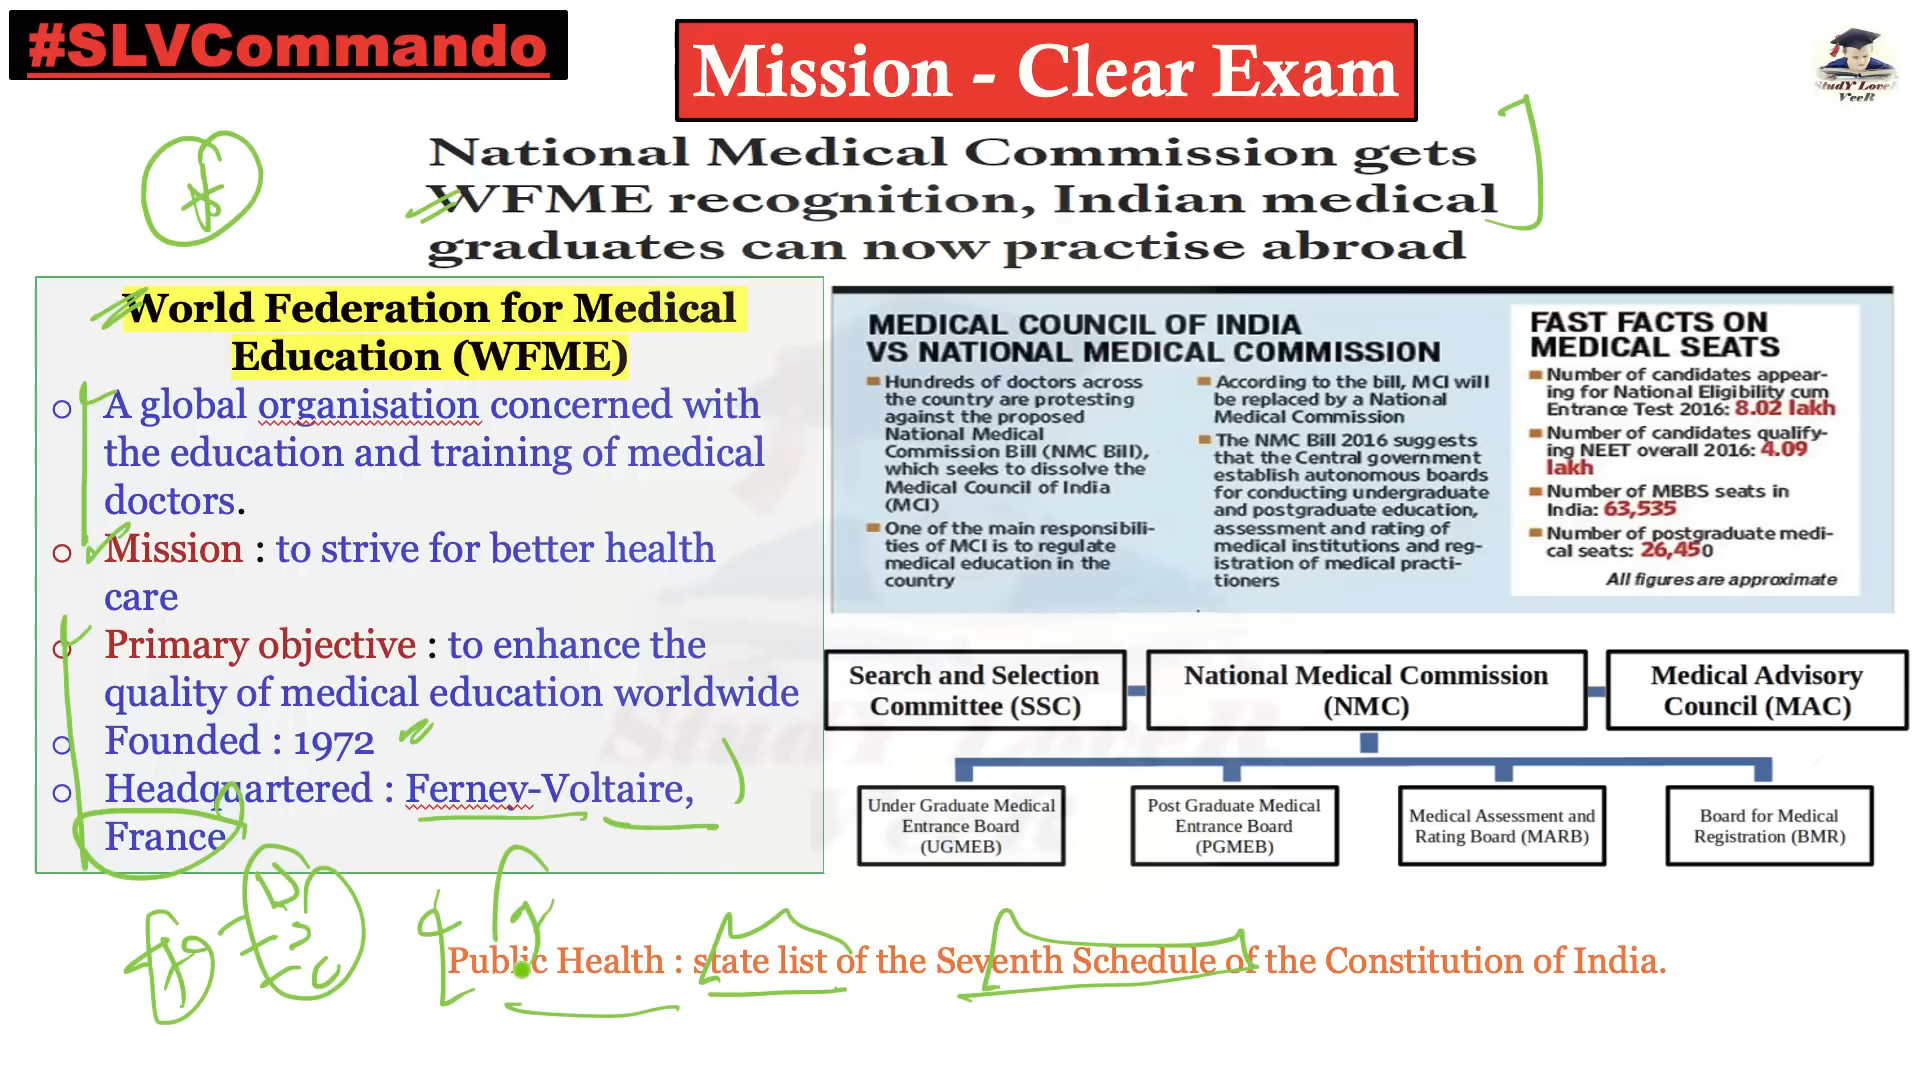 #SLVCommando
Mission - Clear Exam
StudY LoveR
VeeR
National Medical Commission gets
WFME recognition, Indian medical
graduates can now practise abroad
World Federation for Medical
Education (WFME)
A global organisation concerned with
the education and training of medical
doctors.
Mission : to strive for better health
care
Primary objective : to enhance the
quality of medical education worldwide
Founded : 1972
Headquartered : Ferney-Voltaire,
France
MEDICAL COUNCIL OF INDIA
VS NATIONAL MEDICAL COMMISSION
Hundreds of doctors across
the country are protesting
against the proposed
National Medical
Commission Bill (NMC Bill),
which seeks to dissolve the
Medical Council of India
(MCI)
One of the main responsibili-
ties of MCI is to regulate
medical education in the
country
According to the bill, MCI will
be replaced by a National
Medical Commission
The NMC Bill 2016 suggests
that the Central government
establish autonomous boards
for conducting undergraduate
and postgraduate education,
assessment and rating of
medical institutions and reg-
istration of medical practi-
tioners
FAST FACTS ON
MEDICAL SEATS
Number of candidates appear-
ing for National Eligibility cum
Entrance Test 2016: 8.02 lakh
Number of candidates qualify-
ing NEET overall 2016: 4.09
lakh
Number of MBBS seats in
India: 63,535
Number of postgraduate medi-
cal seats: 26,450
All figures are approximate
Search and Selection
Committee (SSC)
National Medical Commission
(NMC)
Medical Advisory
Council (MAC)
Under Graduate Medical
Entrance Board
(UGMEB)
Post Graduate Medical
Entrance Board
(PGMEB)
Medical Assessment and
Rating Board (MARB)
Board for Medical
Registration (BMR)
StudY LoveR
VeeR
Public Health : state list of the Seventh Schedule of the Constitution of India.